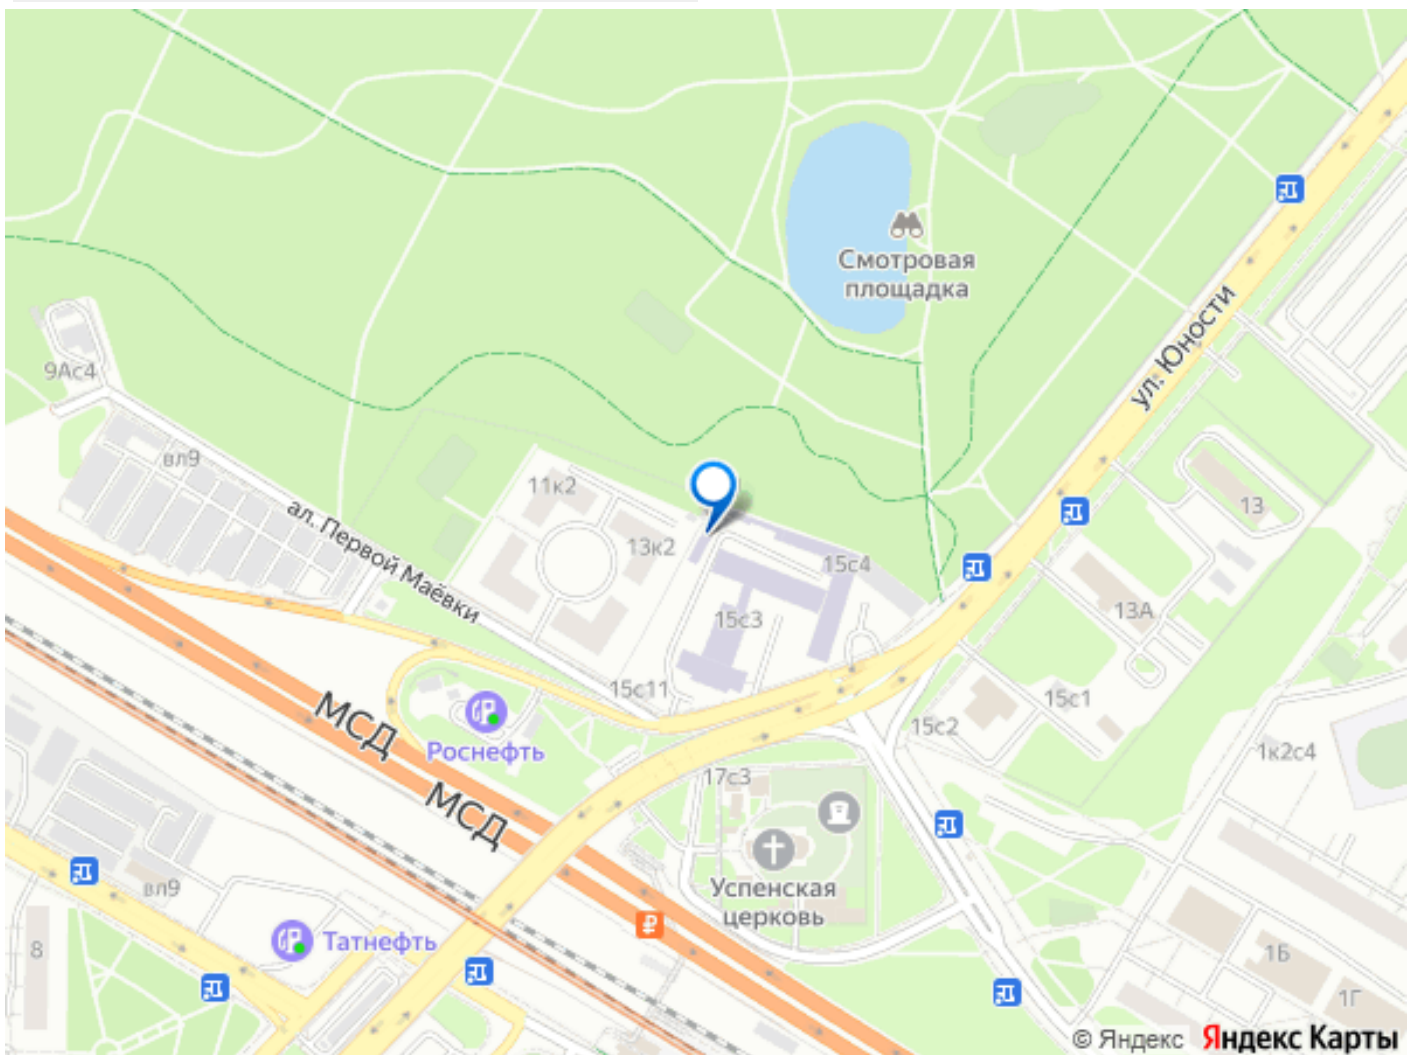 Смотровая
площадка
ул. Юности
9Ас4
вл9
ал. Первой Маёвки
11к2
13к2
15с4
13
15с3
13А
15с11
15с1
15с2
МСД
Роснефть
1к2с4
17с3
МСД
Успенская
церковь
вл9
Татнефть
8
1Б
1Г
© Яндекс Яндекс Карты